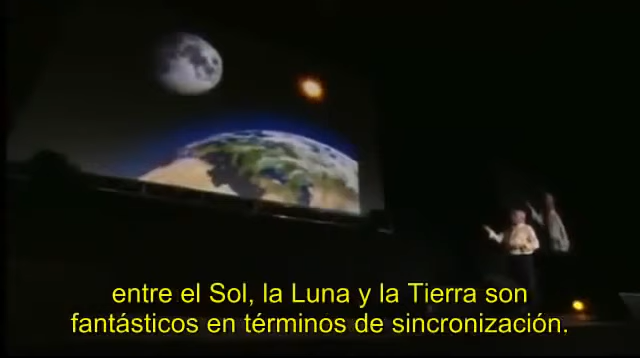 entre el Sol, la Luna y la Tierra son
fantásticos en términos de sincronización.